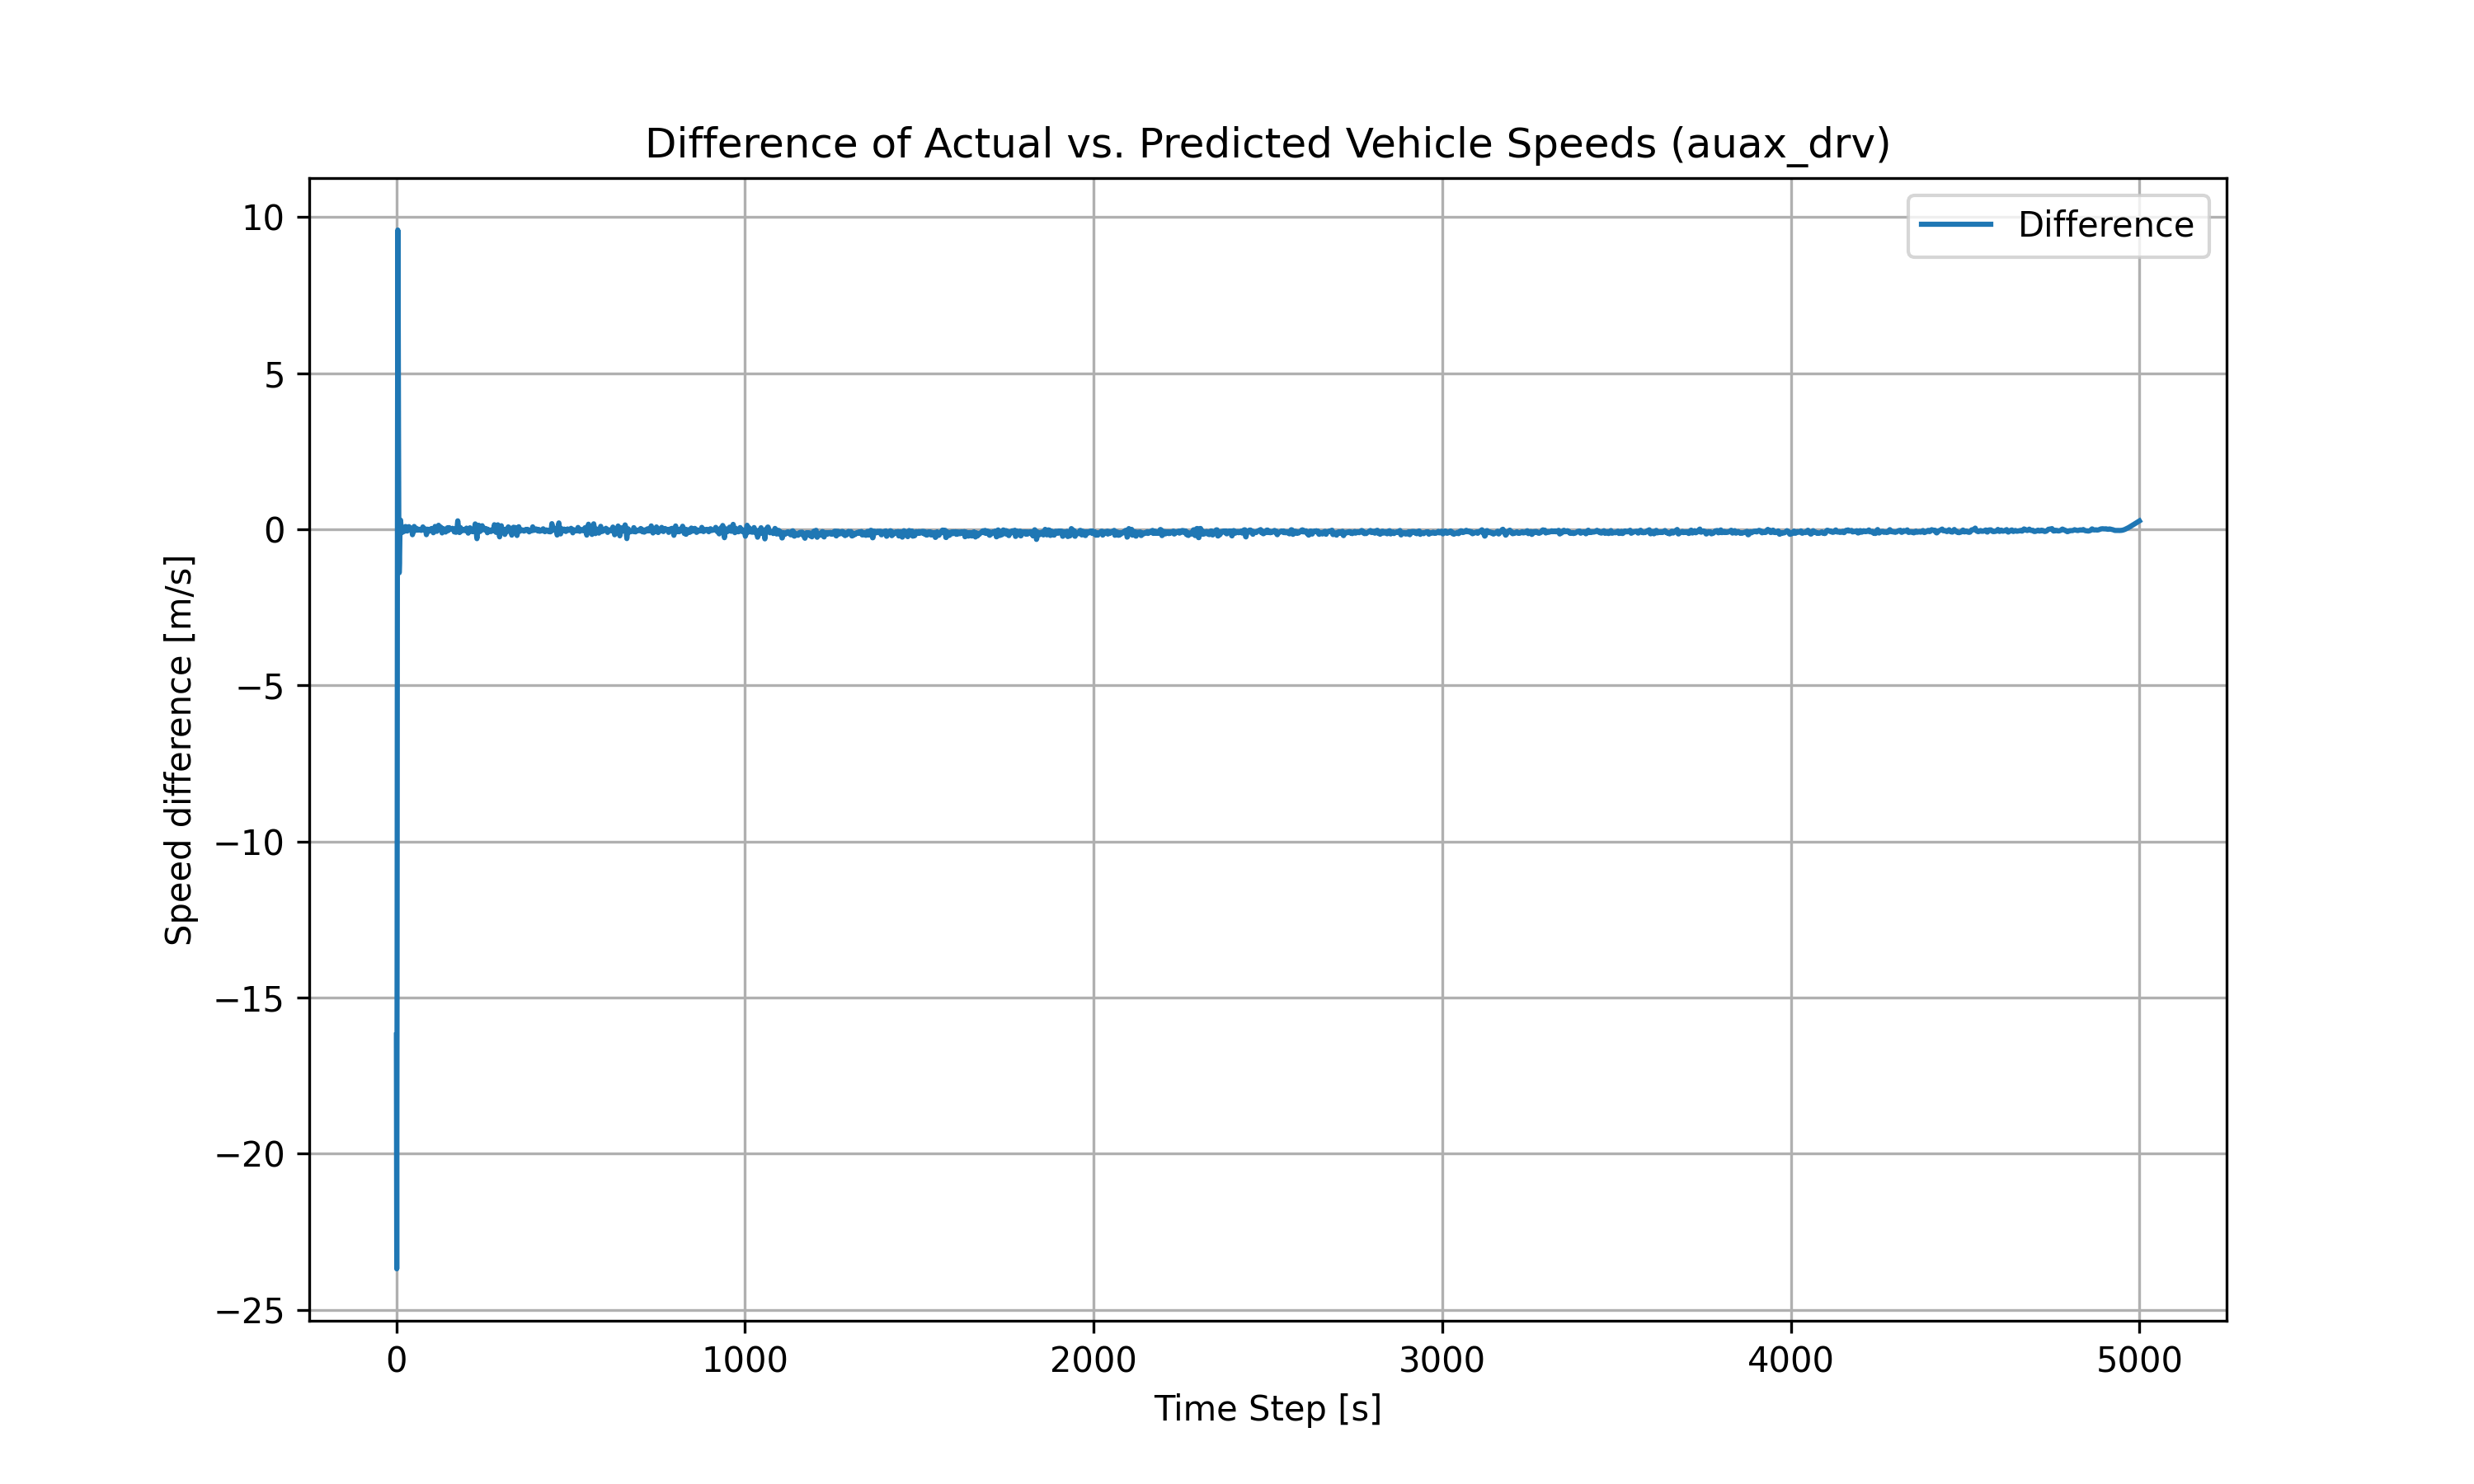 Difference of Actual vs. Predicted Vehicle Speeds (auax_drv)
Difference
10
5
0
−5
−10
−15
−20
−25
Speed difference [m/s]
0 1000 2000 3000 4000 5000
Time Step [s]